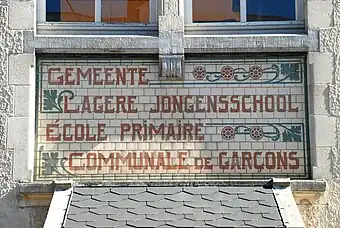 GEMEENTE
LAGERE JONGENSSCHOOL
ÉCOLE PRIMAIRE
COMMUNALE DE GARÇONS